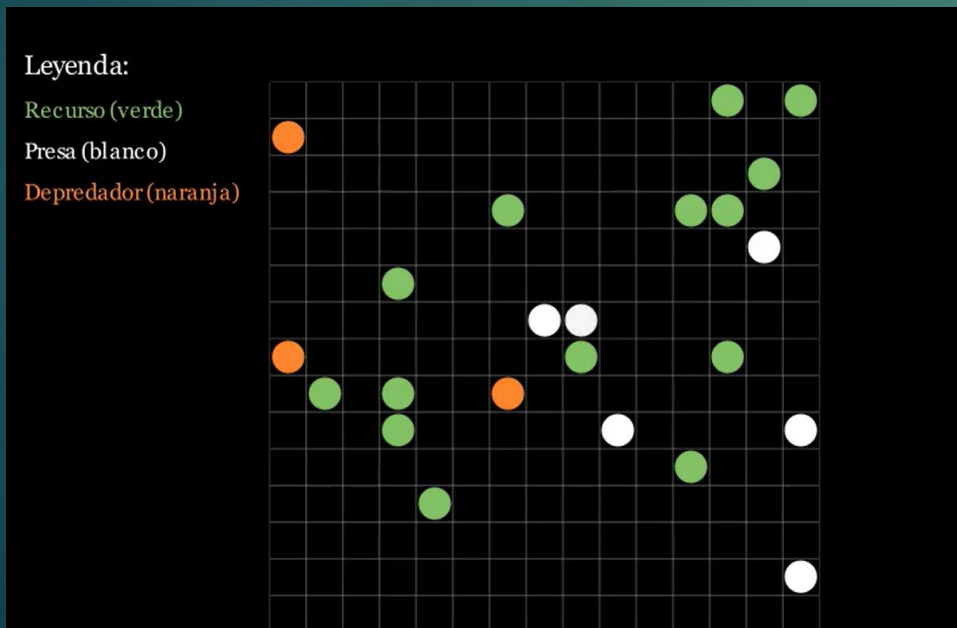 Leyenda:
Recurso (verde)
Presa (blanco)
Depredador (naranja)